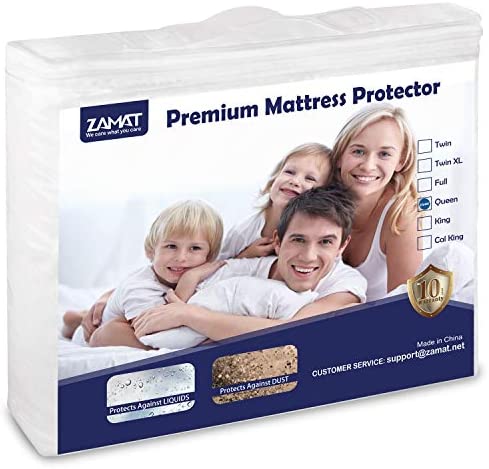 ZAMAT
We care what you care
Premium Mattress Protector
Twin
Twin XL
Full
Queen
King
Cal King
10
Warranty
Made in China
CUSTOMER SERVICE: support@zamat.net
Protects Against LIQUIDS
Protects Against DUST